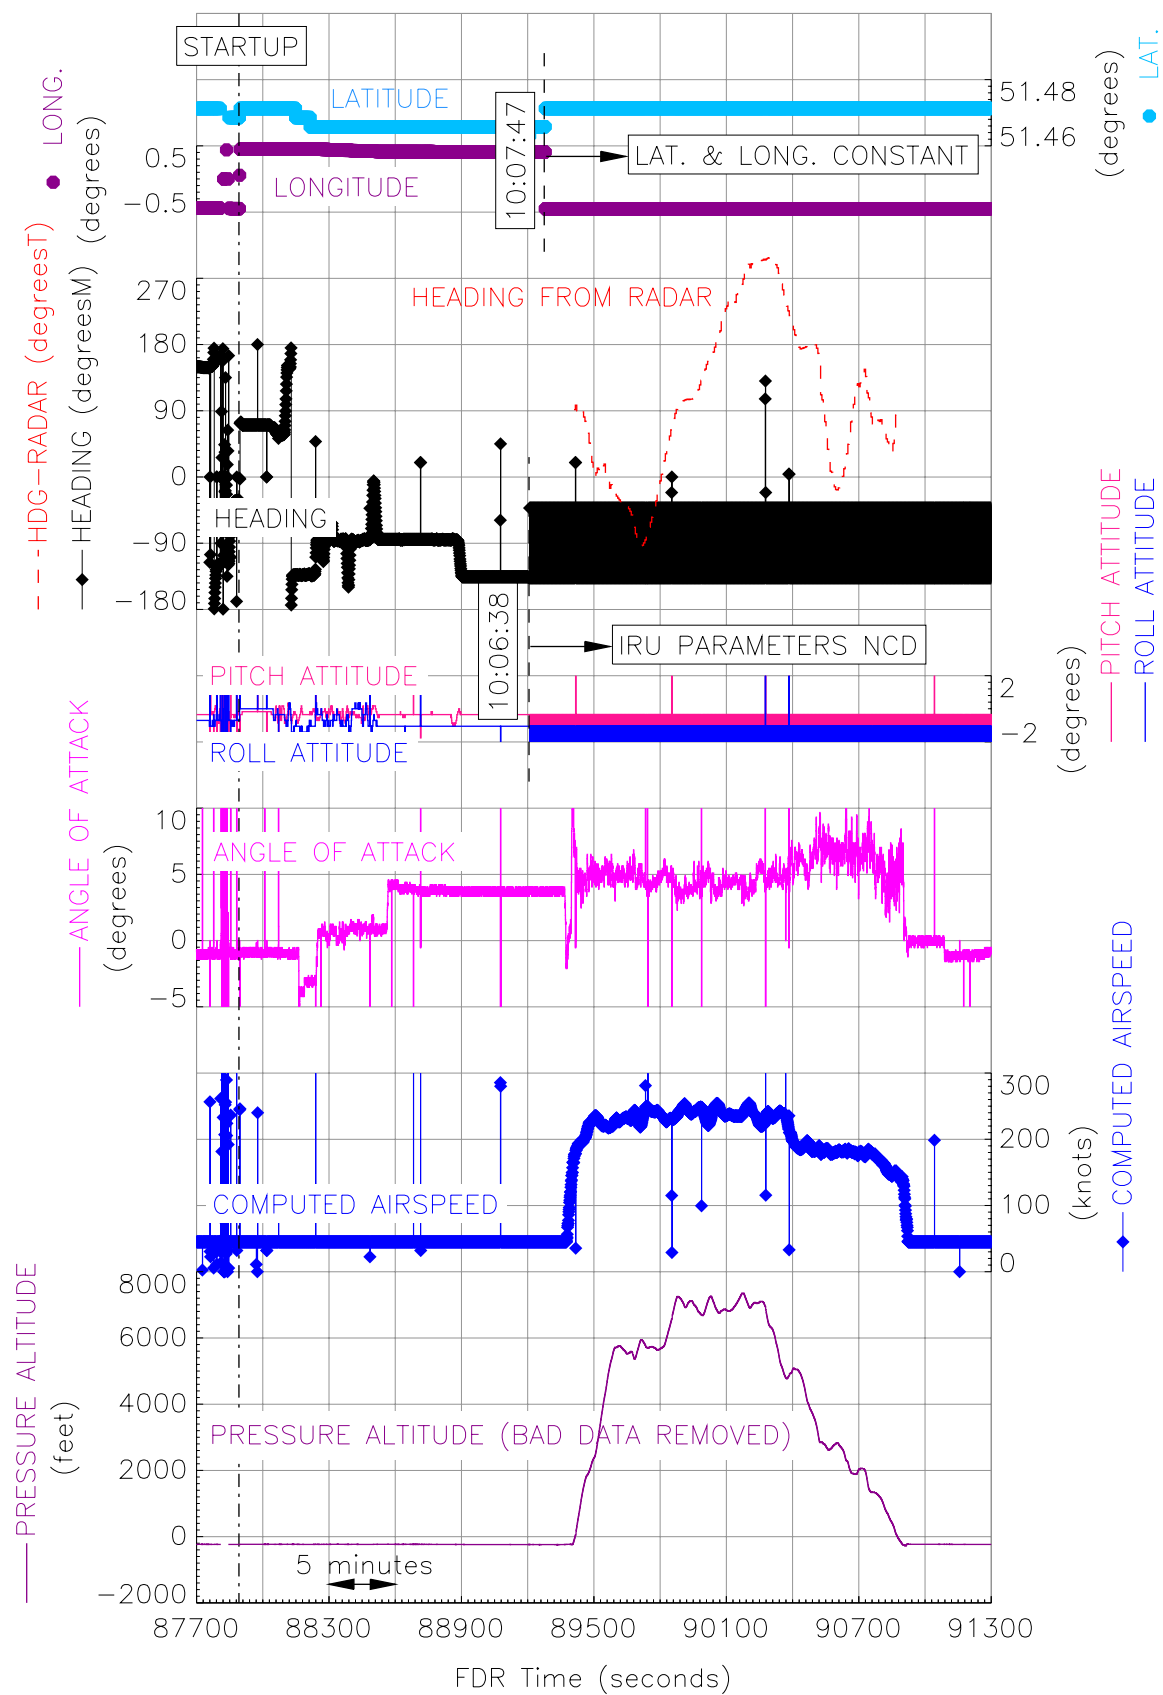 STARTUP
LATITUDE
51.48
51.46
(degrees)
● LAT.
● LONG.
(degrees)
0.5
-0.5
LONGITUDE
10:07:47
LAT. & LONG. CONSTANT
HDG-RADAR (degreesT)
HEADING (degreesM)
HEADING FROM RADAR
270
180
90
0
-90
-180
HEADING
10:06:38
IRU PARAMETERS NCD
PITCH ATTITUDE
ROLL ATTITUDE
2
-2
(degrees)
PITCH ATTITUDE
ROLL ATTITUDE
ANGLE OF ATTACK
(degrees)
10
5
0
-5
ANGLE OF ATTACK
300
200
100
0
(knots)
COMPUTED AIRSPEED
COMPUTED AIRSPEED
PRESSURE ALTITUDE
(feet)
8000
6000
4000
2000
0
-2000
PRESSURE ALTITUDE (BAD DATA REMOVED)
5 minutes
87700 88300 88900 89500 90100 90700 91300
FDR Time (seconds)